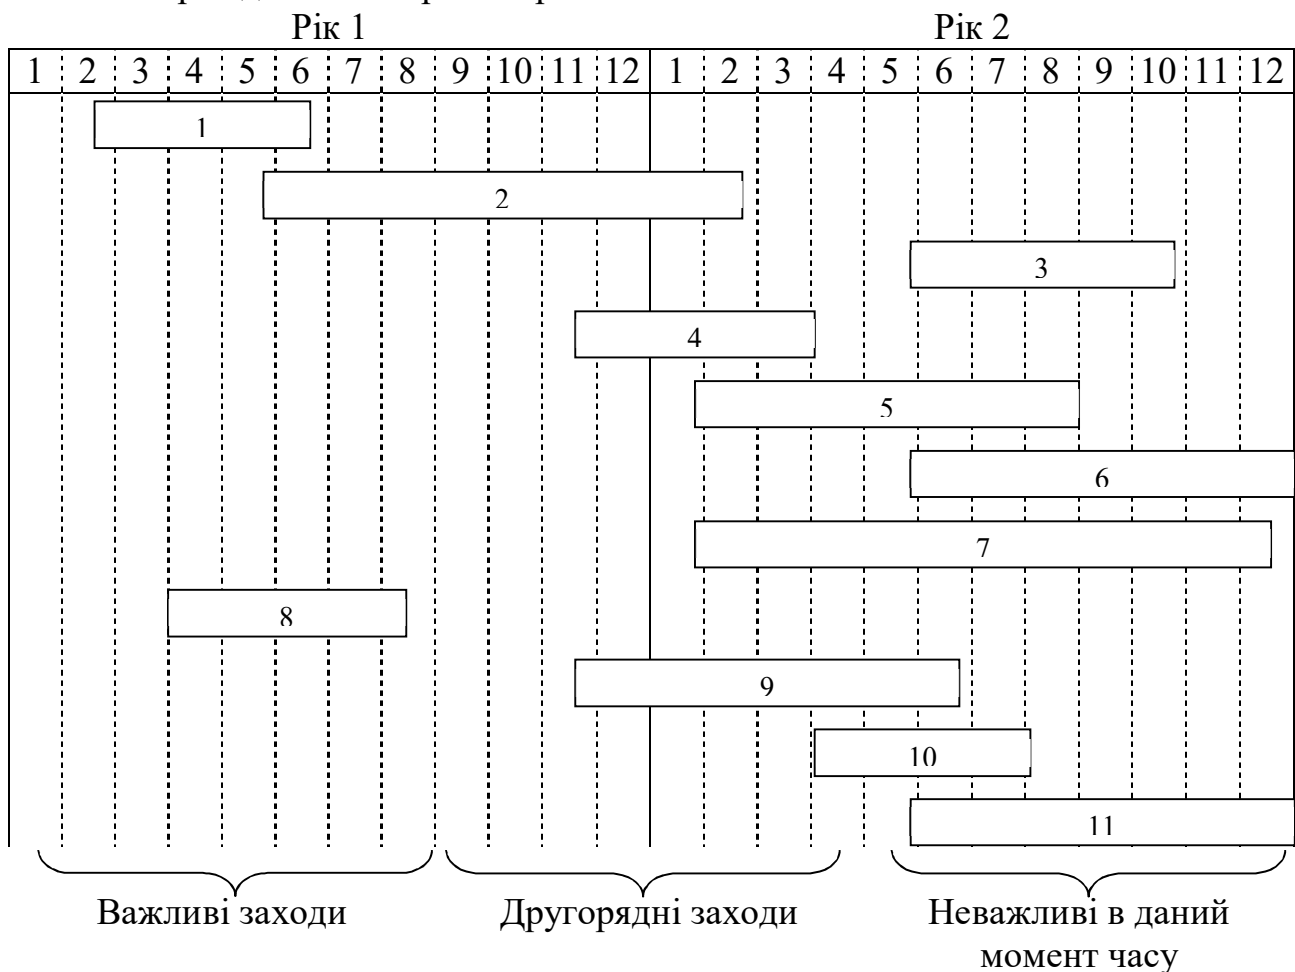 Рік 1 Рік 2
1 2 3 4 5 6 7 8 9 10 11 12 1 2 3 4 5 6 7 8 9 10 11 12
1
2
3
4
5
6
7
8
9
10
11
Важливі заходи Другорядні заходи Неважливі в даний
момент часу